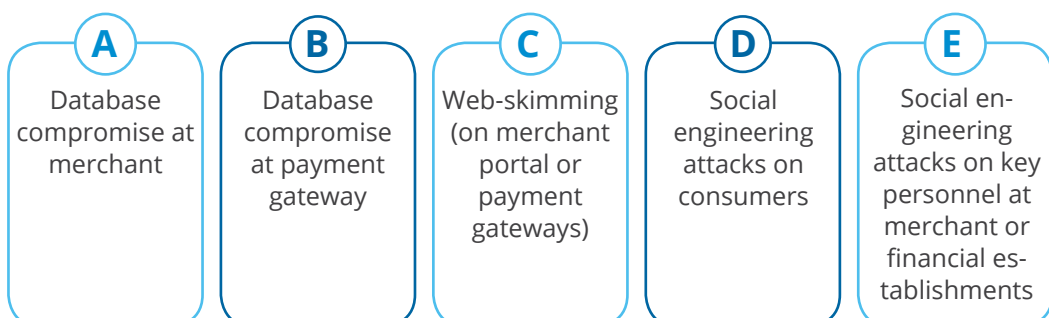 A
Database
compromise at
merchant
B
Database
compromise
at payment
gateway
C
Web-skimming
(on merchant
portal or
payment
gateways)
D
Social
engineering
attacks on
consumers
E
Social en-
gineering
attacks on key
personnel at
merchant or
financial es-
tablishments